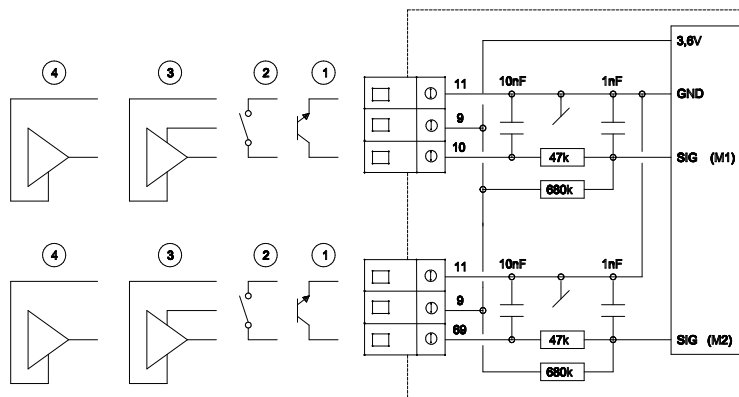 3,6V
4 3 2 1
11 10nF 1nF GND
9
10 47k SIG (M1)
680k
4 3 2 1
11 10nF 1nF
9
69 47k SIG (M2)
680k